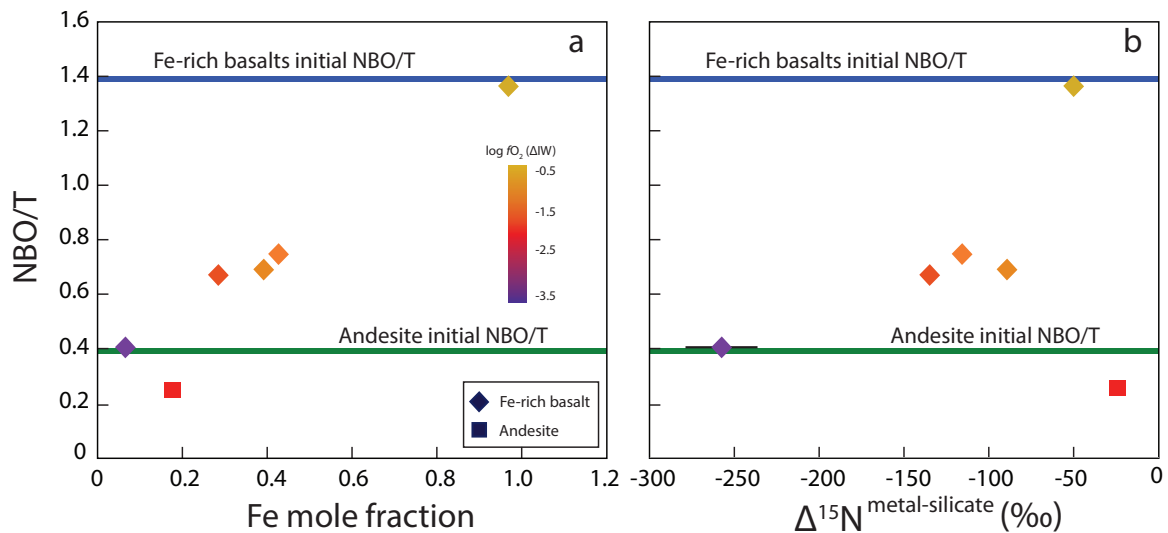 NBO/T
1.6
1.4
1.2
1.0
0.8
0.6
0.4
0.2
0
a
Fe-rich basalts initial NBO/T
log fO₂ (ΔIW)
-0.5
-1.5
-2.5
-3.5
Andesite initial NBO/T
Fe-rich basalt
Andesite
0 0.2 0.4 0.6 0.8 1.0 1.2
Fe mole fraction
b
Fe-rich basalts initial NBO/T
Andesite initial NBO/T
-300 -250 -200 -150 -100 -50 0
Δ¹⁵N metal-silicate (‰)